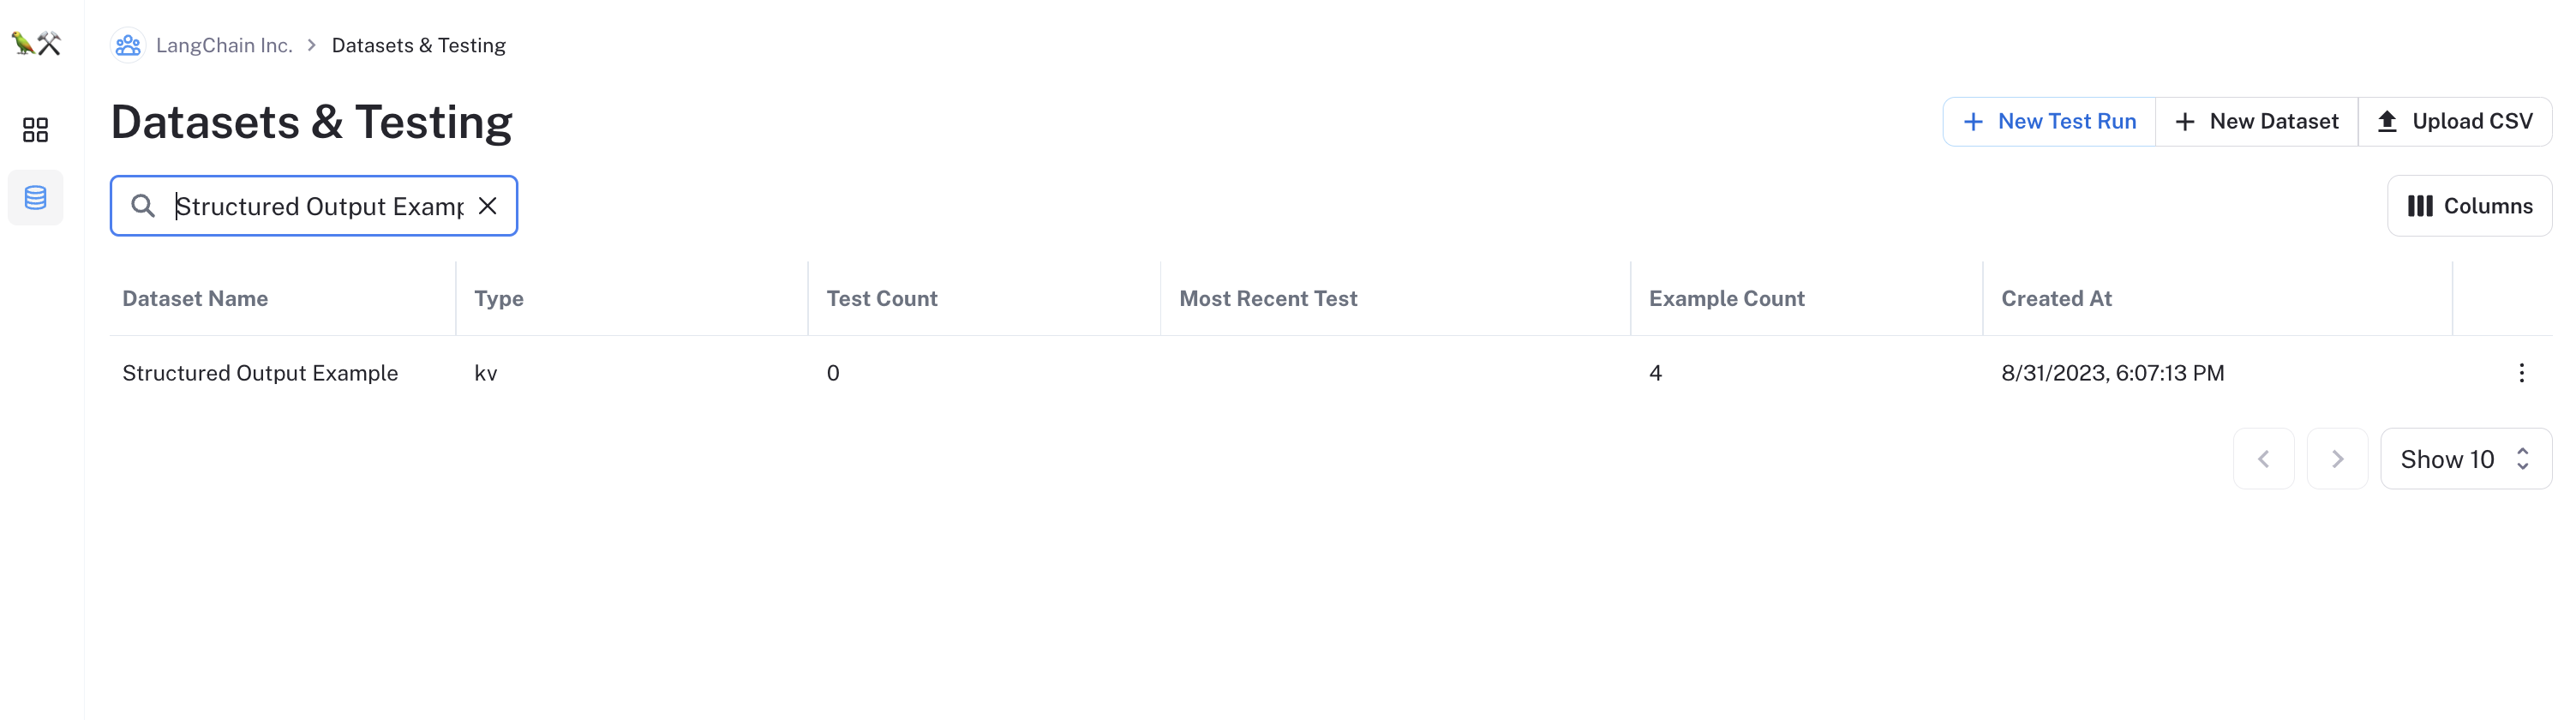 LangChain Inc. > Datasets & Testing
Datasets & Testing
New Test Run
New Dataset
Upload CSV
Structured Output Examp
Columns
Dataset Name Type Test Count Most Recent Test Example Count Created At
Structured Output Example kv 0 4 8/31/2023, 6:07:13 PM
Show 10